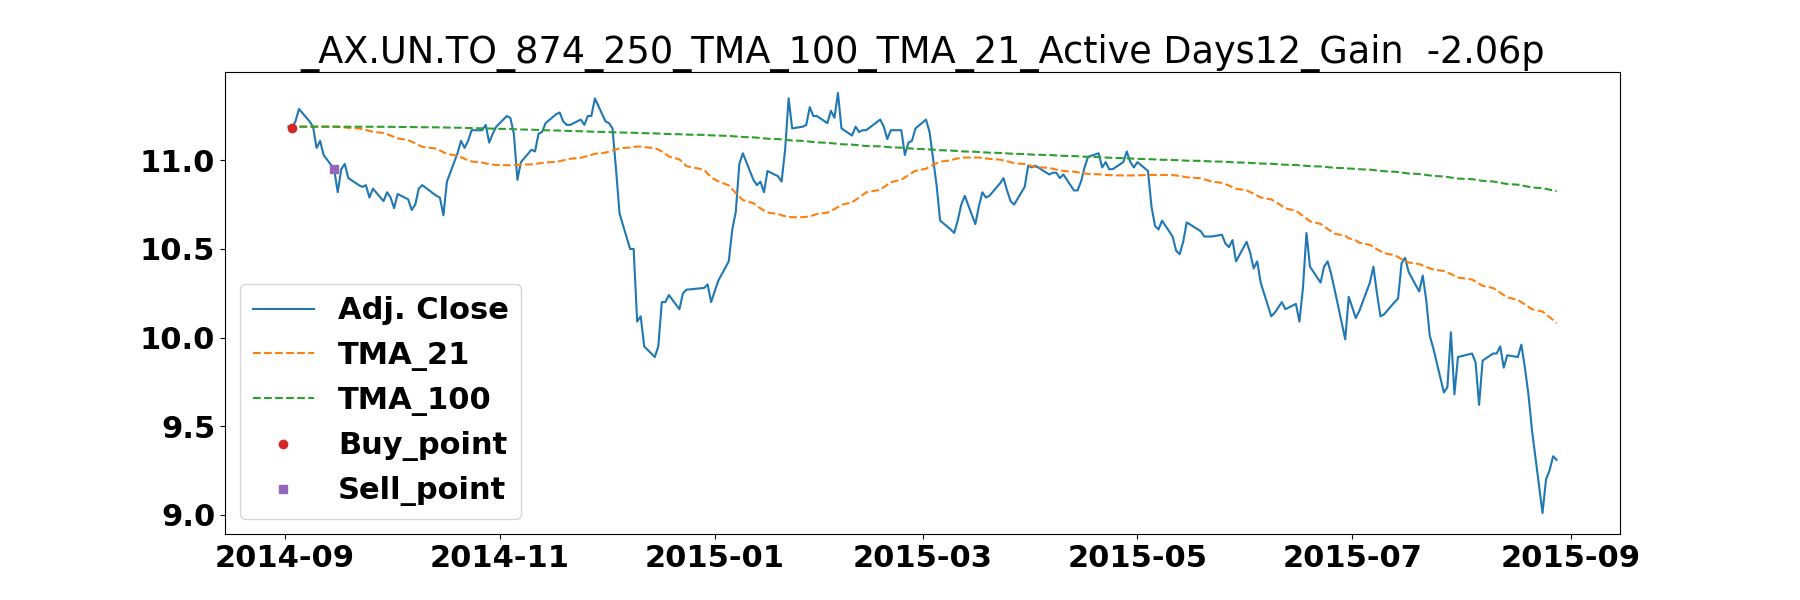 _AX.UN.TO_874_250_TMA_100_TMA_21_Active Days12_Gain  -2.06p
11.0
10.5
10.0
9.5
9.0
Adj. Close
TMA_21
TMA_100
Buy_point
Sell_point
2014-09 2014-11 2015-01 2015-03 2015-05 2015-07 2015-09